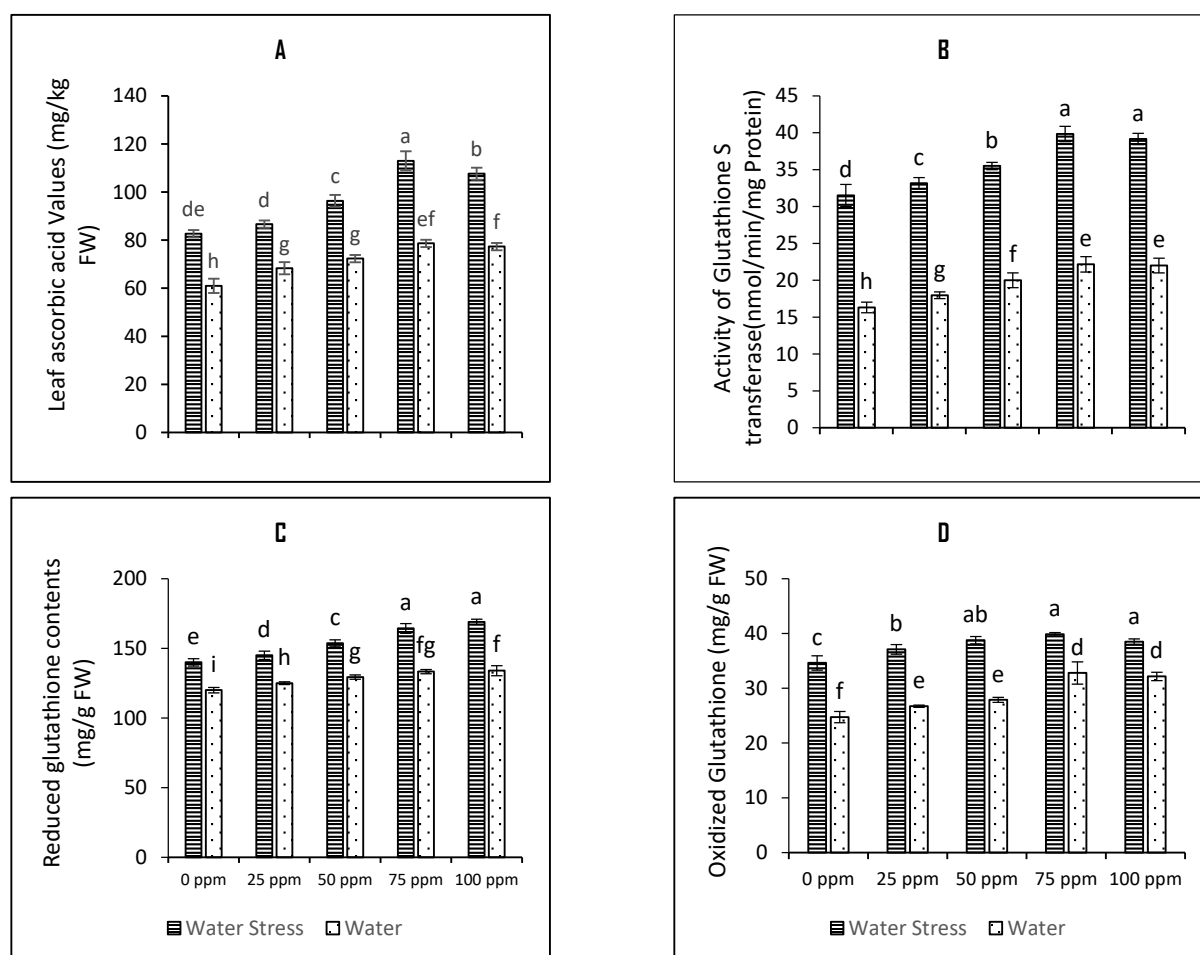 A
Leaf ascorbic acid Values (mg/kg
FW)
140
120
100
80
60
40
20
0
de
h
d
g
c
g
a
ef
b
f
B
Activity of Glutathione S
transferase(nmol/min/mg Protein)
45
40
35
30
25
20
15
10
5
0
d
h
c
g
b
f
a
e
a
e
C
Reduced glutathione contents
(mg/g FW)
200
150
100
50
0
e
i
d
h
c
g
a
fg
a
f
0 ppm 25 ppm 50 ppm 75 ppm 100 ppm
Water Stress Water
D
Oxidized Glutathione (mg/g FW)
50
40
30
20
10
0
c
f
b
e
ab
e
a
d
a
d
0 ppm 25 ppm 50 ppm 75 ppm 100 ppm
Water Stress Water